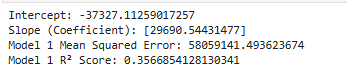 Intercept: -37327.11259017257
Slope (Coefficient): [29690.54431477]
Model 1 Mean Squared Error: 58059141.493623674
Model 1 R² Score: 0.3566854128130341